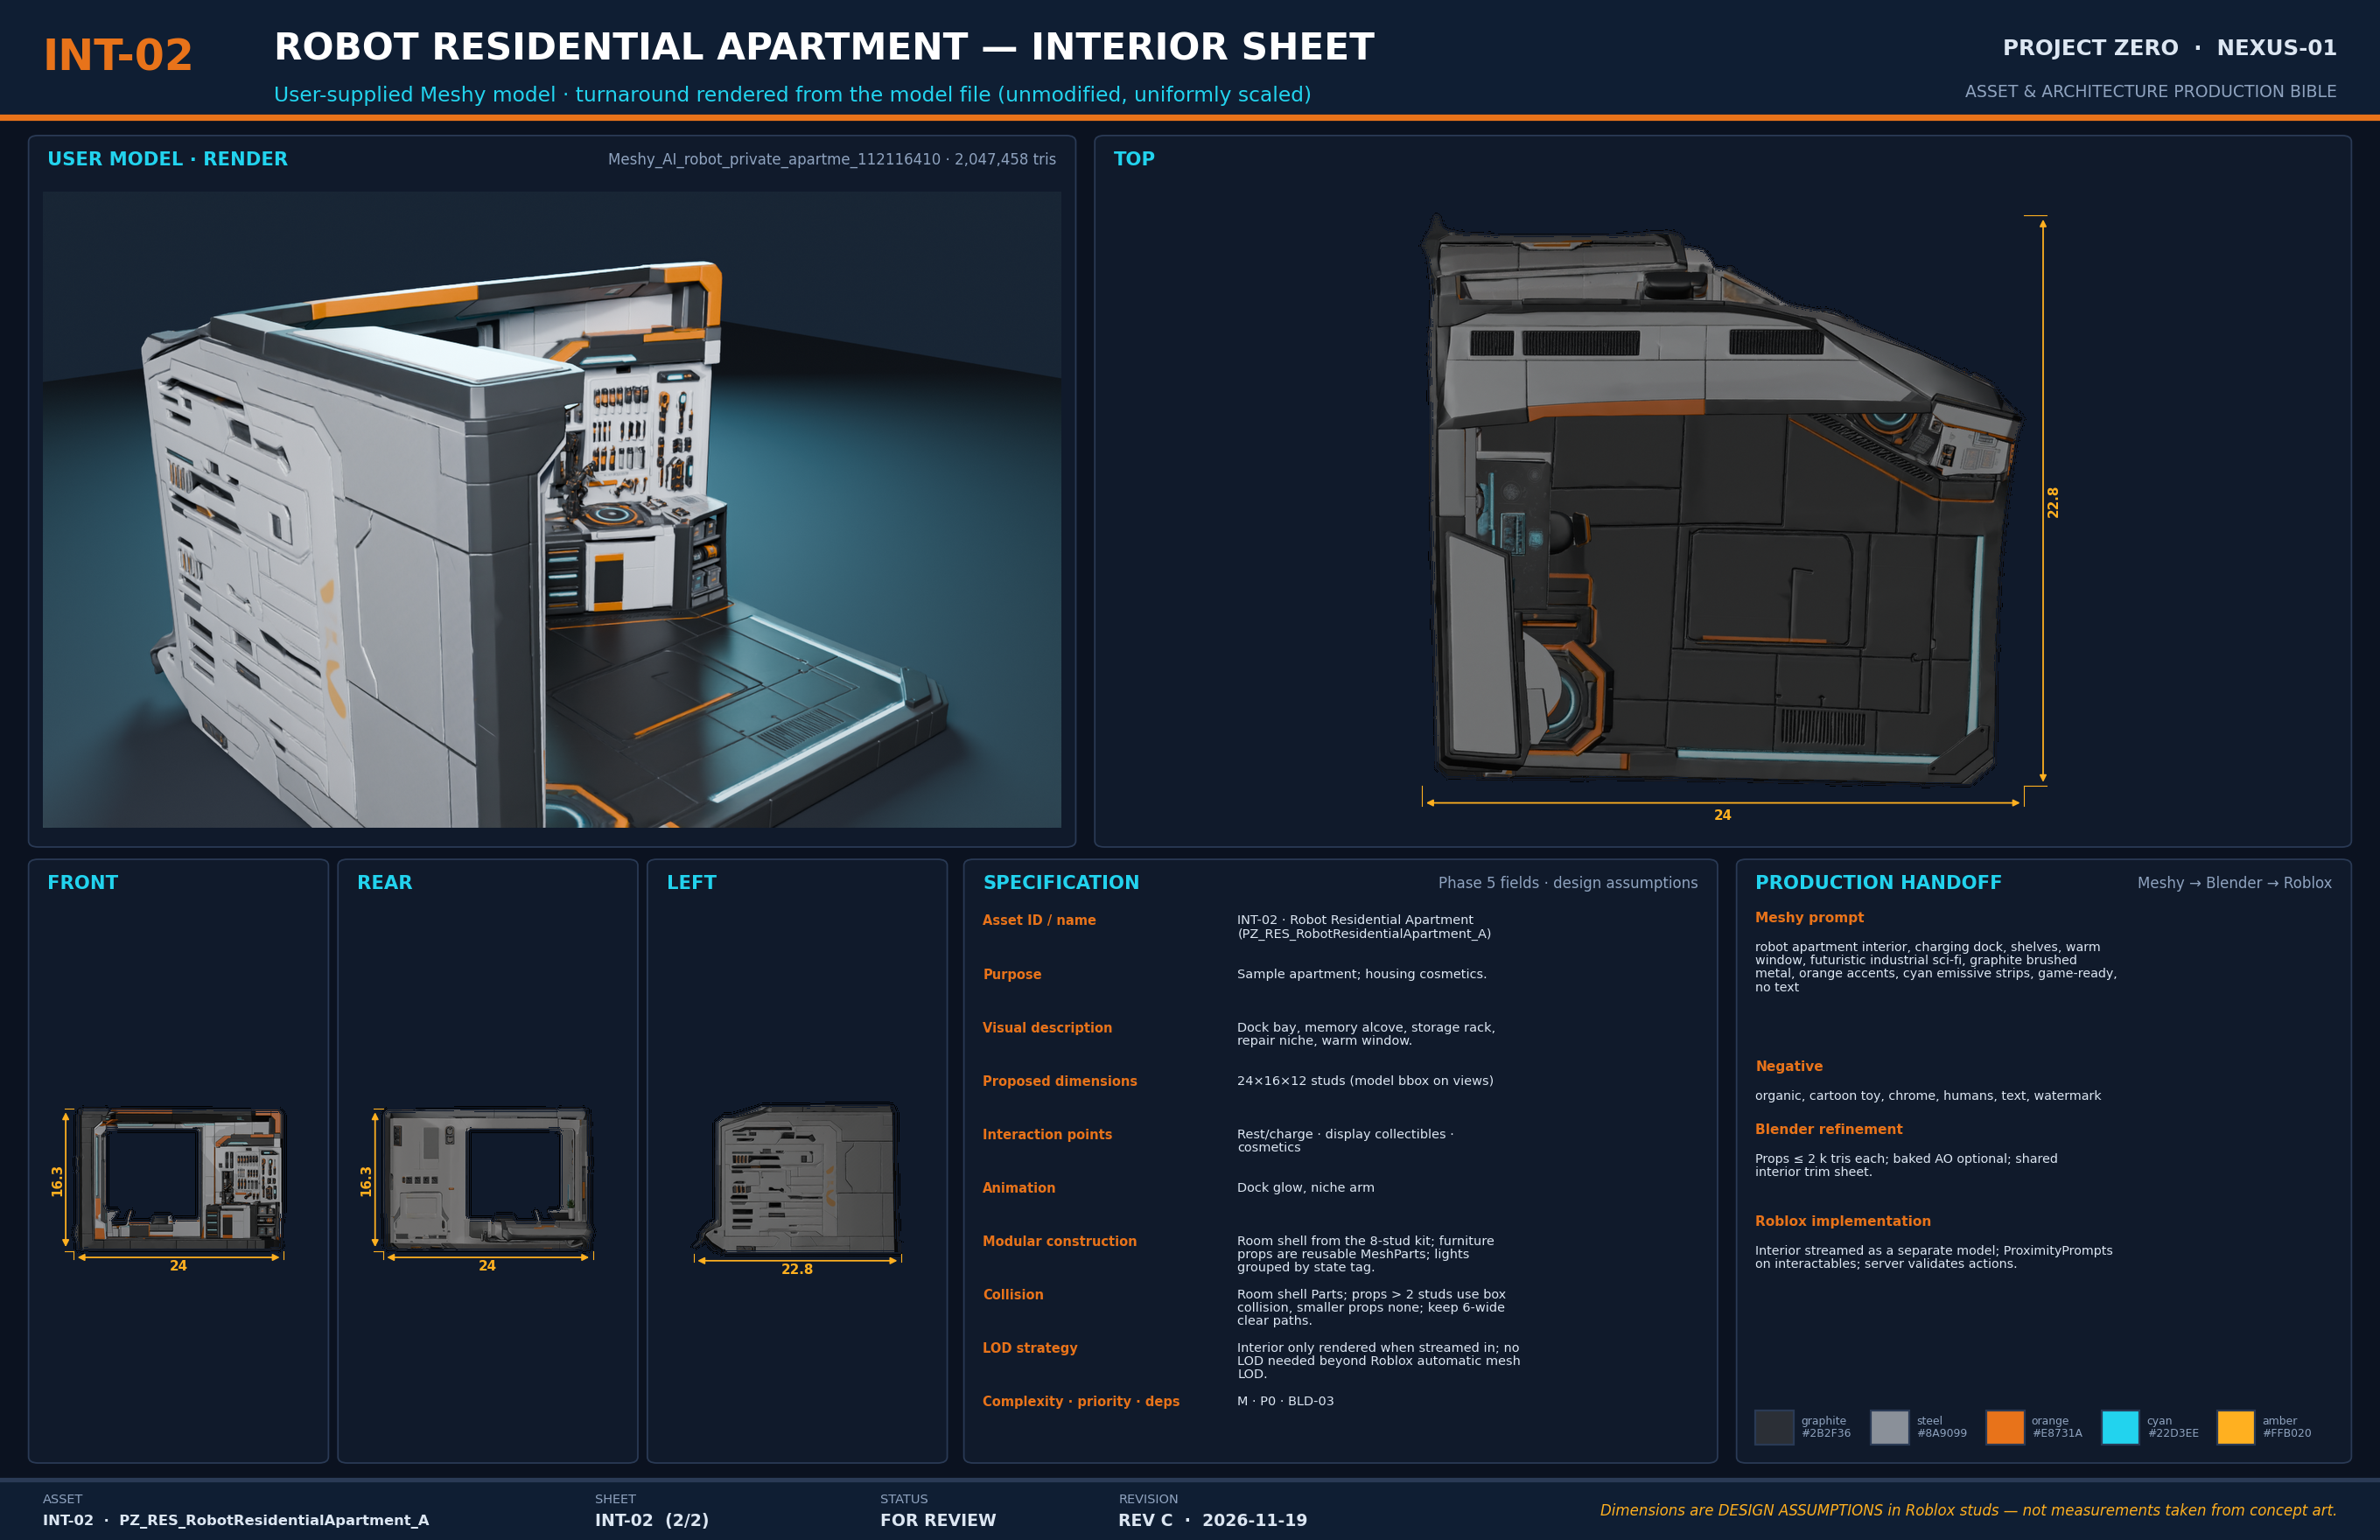 INT-02
ROBOT RESIDENTIAL APARTMENT — INTERIOR SHEET
User-supplied Meshy model · turnaround rendered from the model file (unmodified, uniformly scaled)
PROJECT ZERO · NEXUS-01
ASSET & ARCHITECTURE PRODUCTION BIBLE
USER MODEL · RENDER
Meshy_AI_robot_private_apartme_112116410 · 2,047,458 tris
TOP
22.8
24
FRONT
16.3
24
REAR
16.3
24
LEFT
22.8
SPECIFICATION
Phase 5 fields · design assumptions
Asset ID / name
INT-02 · Robot Residential Apartment
(PZ_RES_RobotResidentialApartment_A)
Purpose
Sample apartment; housing cosmetics.
Visual description
Dock bay, memory alcove, storage rack,
repair niche, warm window.
Proposed dimensions
24×16×12 studs (model bbox on views)
Interaction points
Rest/charge · display collectibles ·
cosmetics
Animation
Dock glow, niche arm
Modular construction
Room shell from the 8-stud kit; furniture
props are reusable MeshParts; lights
grouped by state tag.
Collision
Room shell Parts; props > 2 studs use box
collision, smaller props none; keep 6-wide
clear paths.
LOD strategy
Interior only rendered when streamed in; no
LOD needed beyond Roblox automatic mesh
LOD.
Complexity · priority · deps
M · P0 · BLD-03
PRODUCTION HANDOFF
Meshy → Blender → Roblox
Meshy prompt
robot apartment interior, charging dock, shelves, warm
window, futuristic industrial sci-fi, graphite brushed
metal, orange accents, cyan emissive strips, game-ready,
no text
Negative
organic, cartoon toy, chrome, humans, text, watermark
Blender refinement
Props ≤ 2 k tris each; baked AO optional; shared
interior trim sheet.
Roblox implementation
Interior streamed as a separate model; ProximityPrompts
on interactables; server validates actions.
graphite
#2B2F36
steel
#8A9099
orange
#E8731A
cyan
#22D3EE
amber
#FFB020
ASSET
INT-02 · PZ_RES_RobotResidentialApartment_A
SHEET
INT-02 (2/2)
STATUS
FOR REVIEW
REVISION
REV C · 2026-11-19
Dimensions are DESIGN ASSUMPTIONS in Roblox studs — not measurements taken from concept art.